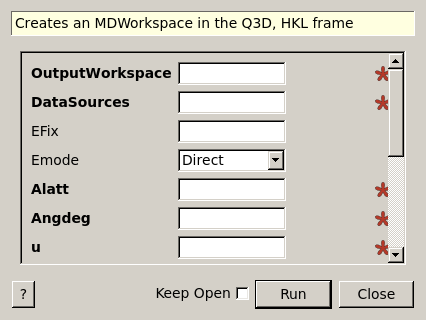 Creates an MDWorkspace in the Q3D, HKL frame
OutputWorkspace
DataSources
EFix
Emode Direct
Alatt
Angdeg
u
? Keep Open Run Close